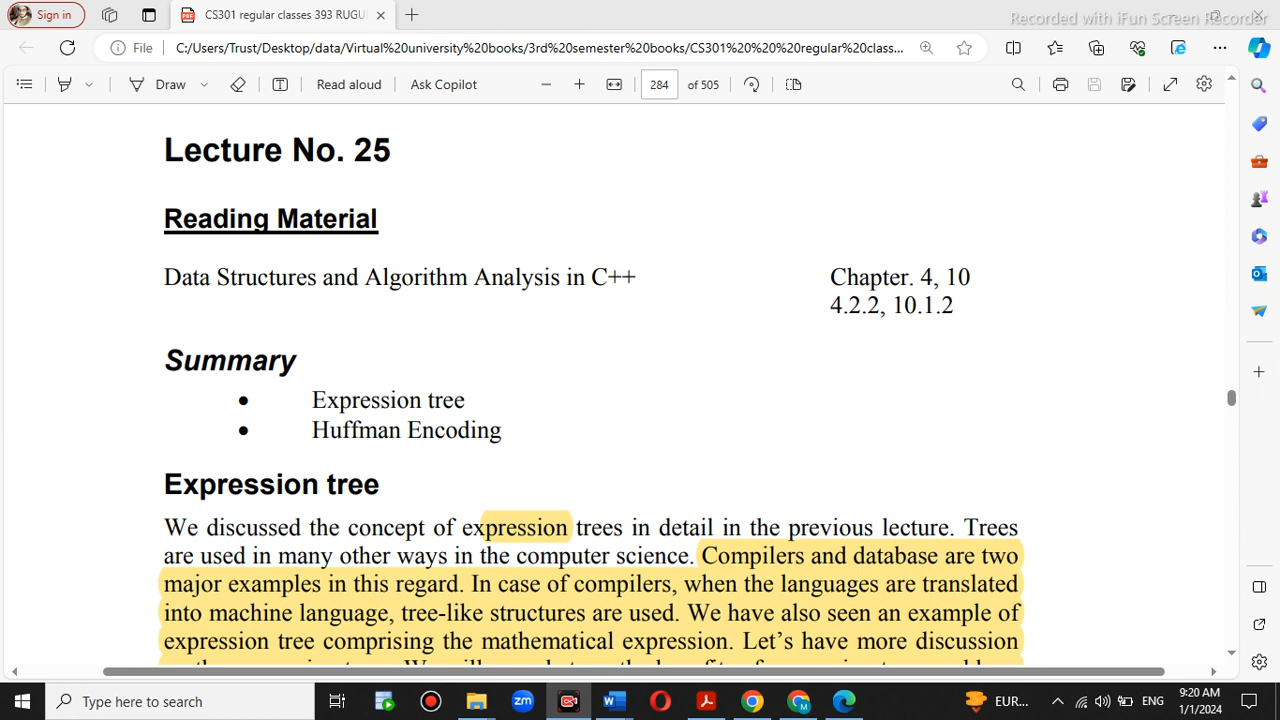 Sign in
CS301 regular classes 393 RUGU
Recorded with iFun Screen Recorder
File
C:/Users/Trust/Desktop/data/Virtual%20university%20books/3rd%20semester%20books/CS301%20%20%20regular%20class...
Draw
Read aloud
Ask Copilot
284
of 505
Lecture No. 25
Reading Material
Data Structures and Algorithm Analysis in C++ Chapter. 4, 10
4.2.2, 10.1.2
Summary
• Expression tree
• Huffman Encoding
Expression tree
We discussed the concept of expression trees in detail in the previous lecture. Trees
are used in many other ways in the computer science. Compilers and database are two
major examples in this regard. In case of compilers, when the languages are translated
into machine language, tree-like structures are used. We have also seen an example of
expression tree comprising the mathematical expression. Let's have more discussion
Type here to search
zm
EUR...
ENG
9:20 AM
1/1/2024